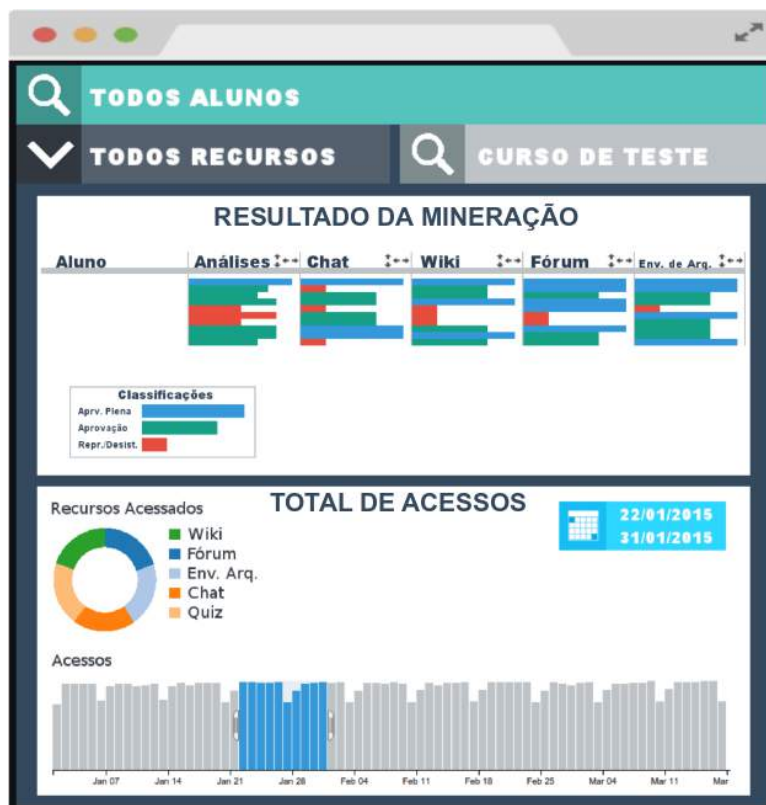 TODOS ALUNOS
TODOS RECURSOS
CURSO DE TESTE
RESULTADO DA MINERAÇÃO
Aluno Análises Chat Wiki Fórum Env. de Arq.
Classificações
Aprv. Plena
Aprovação
Repr./Desist.
TOTAL DE ACESSOS
22/01/2015
31/01/2015
Recursos Acessados
Wiki
Fórum
Env. Arq.
Chat
Quiz
Acessos
Jan 07 Jan 14 Jan 21 Jan 28 Feb 04 Feb 11 Feb 18 Feb 25 Mar 04 Mar 11 Mar